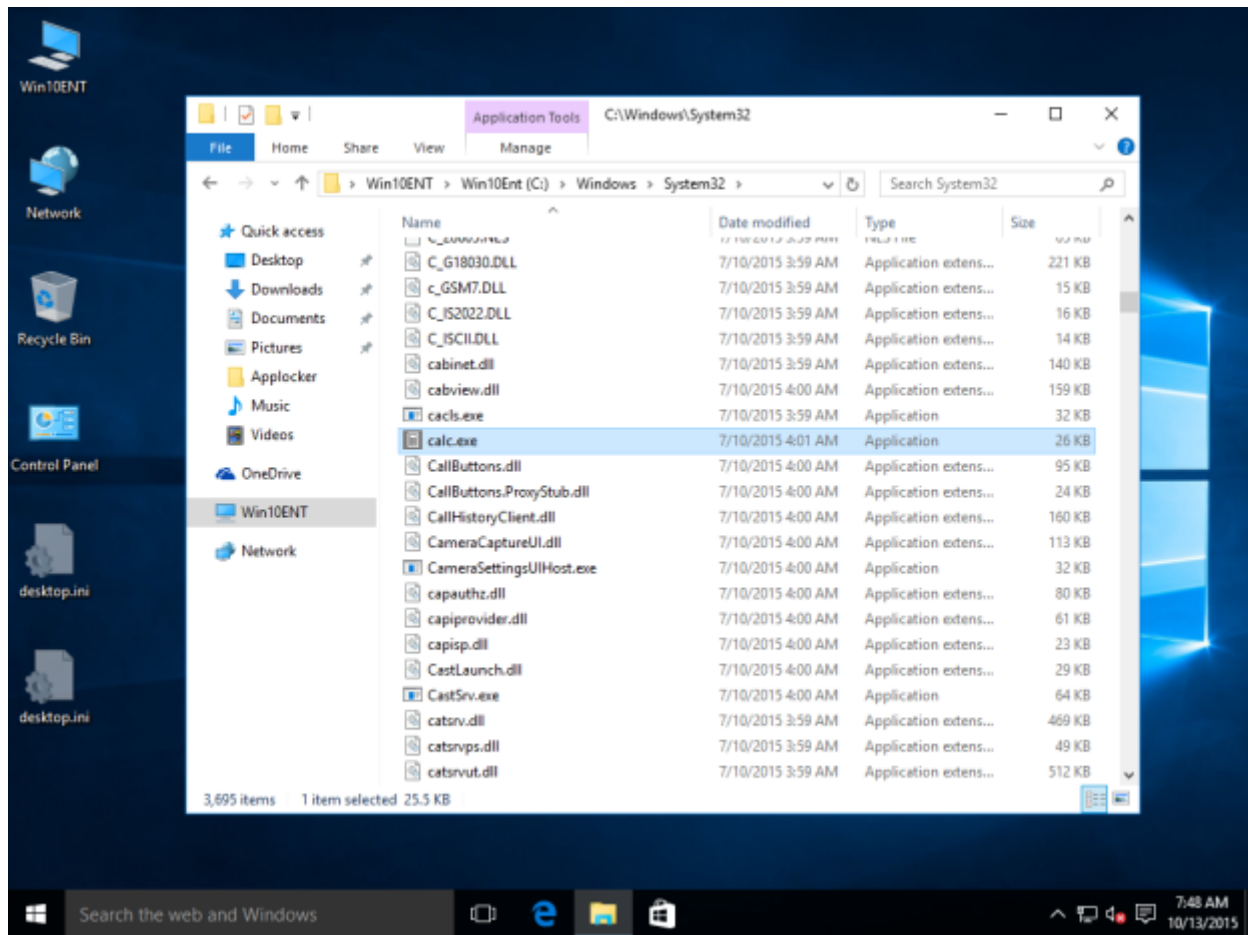 Win10ENT
Network
Recycle Bin
Control Panel
desktop.ini
desktop.ini
Application Tools C:\Windows\System32
File Home Share View Manage
Win10ENT > Win10Ent (C:) > Windows > System32 > Search System32
Quick access
Desktop
Downloads
Documents
Pictures
Applocker
Music
Videos
OneDrive
Win10ENT
Network
Name Date modified Type Size
C_G18030.DLL 7/10/2015 3:59 AM Application extens... 221 KB
c_GSM7.DLL 7/10/2015 3:59 AM Application extens... 15 KB
C_IS2022.DLL 7/10/2015 3:59 AM Application extens... 16 KB
C_ISCII.DLL 7/10/2015 3:59 AM Application extens... 14 KB
cabinet.dll 7/10/2015 3:59 AM Application extens... 140 KB
cabview.dll 7/10/2015 4:00 AM Application extens... 159 KB
cacls.exe 7/10/2015 3:59 AM Application 32 KB
calc.exe 7/10/2015 4:01 AM Application 26 KB
CallButtons.dll 7/10/2015 4:00 AM Application extens... 95 KB
CallButtons.ProxyStub.dll 7/10/2015 4:00 AM Application extens... 24 KB
CallHistoryClient.dll 7/10/2015 4:00 AM Application extens... 160 KB
CameraCaptureUI.dll 7/10/2015 4:00 AM Application extens... 113 KB
CameraSettingsUIHost.exe 7/10/2015 4:00 AM Application 32 KB
capauthz.dll 7/10/2015 4:00 AM Application extens... 80 KB
capiprovider.dll 7/10/2015 4:00 AM Application extens... 61 KB
capisp.dll 7/10/2015 4:00 AM Application extens... 23 KB
CastLaunch.dll 7/10/2015 4:00 AM Application extens... 29 KB
CastSrv.exe 7/10/2015 4:00 AM Application 64 KB
catsrv.dll 7/10/2015 3:59 AM Application extens... 469 KB
catsrvps.dll 7/10/2015 3:59 AM Application extens... 49 KB
catsrvut.dll 7/10/2015 3:59 AM Application extens... 512 KB
3,695 items 1 item selected 25.5 KB
Search the web and Windows
7:48 AM
10/13/2015